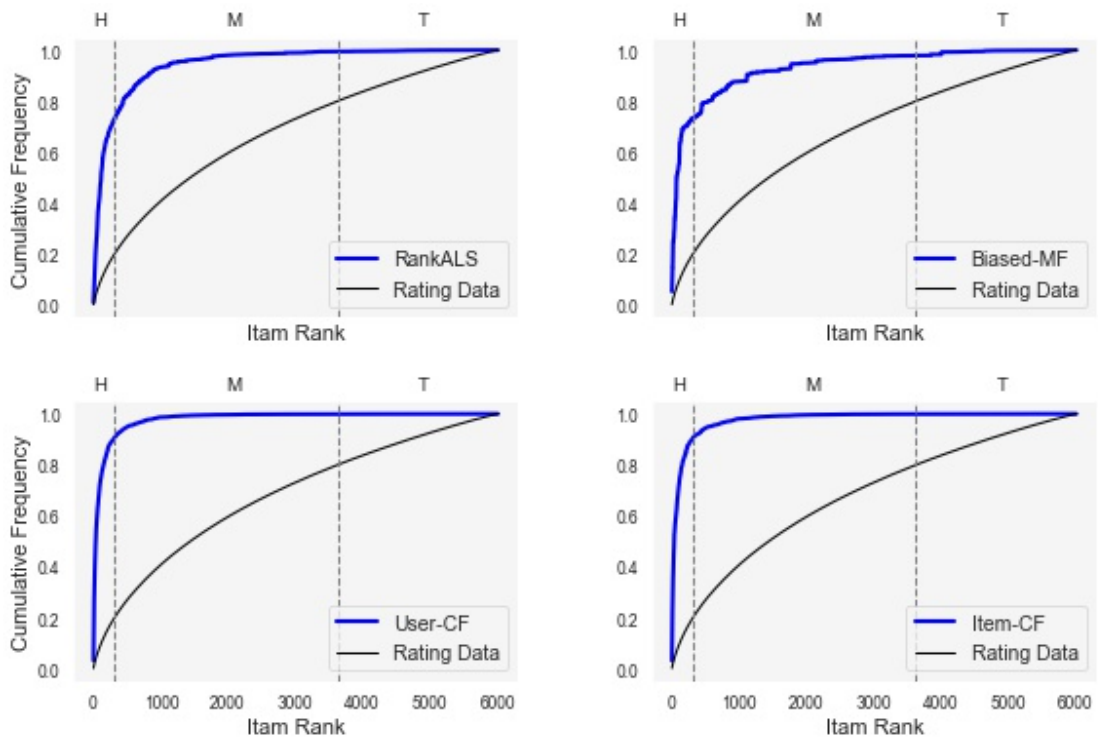 H M T
1.0
0.8
0.6
0.4
0.2
0.0
Cumulative Frequency
RankALS
Rating Data
Itam Rank
H M T
1.0
0.8
0.6
0.4
0.2
0.0
Biased-MF
Rating Data
Itam Rank
H M T
1.0
0.8
0.6
0.4
0.2
0.0
Cumulative Frequency
User-CF
Rating Data
0 1000 2000 3000 4000 5000 6000
Itam Rank
H M T
1.0
0.8
0.6
0.4
0.2
0.0
Item-CF
Rating Data
0 1000 2000 3000 4000 5000 6000
Itam Rank